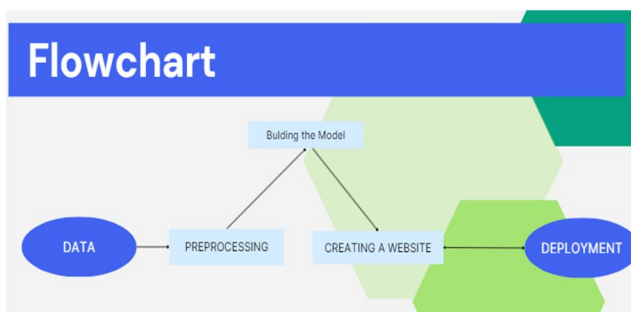 Flowchart
Bulding the Model
DATA
PREPROCESSING
CREATING A WEBSITE
DEPLOYMENT